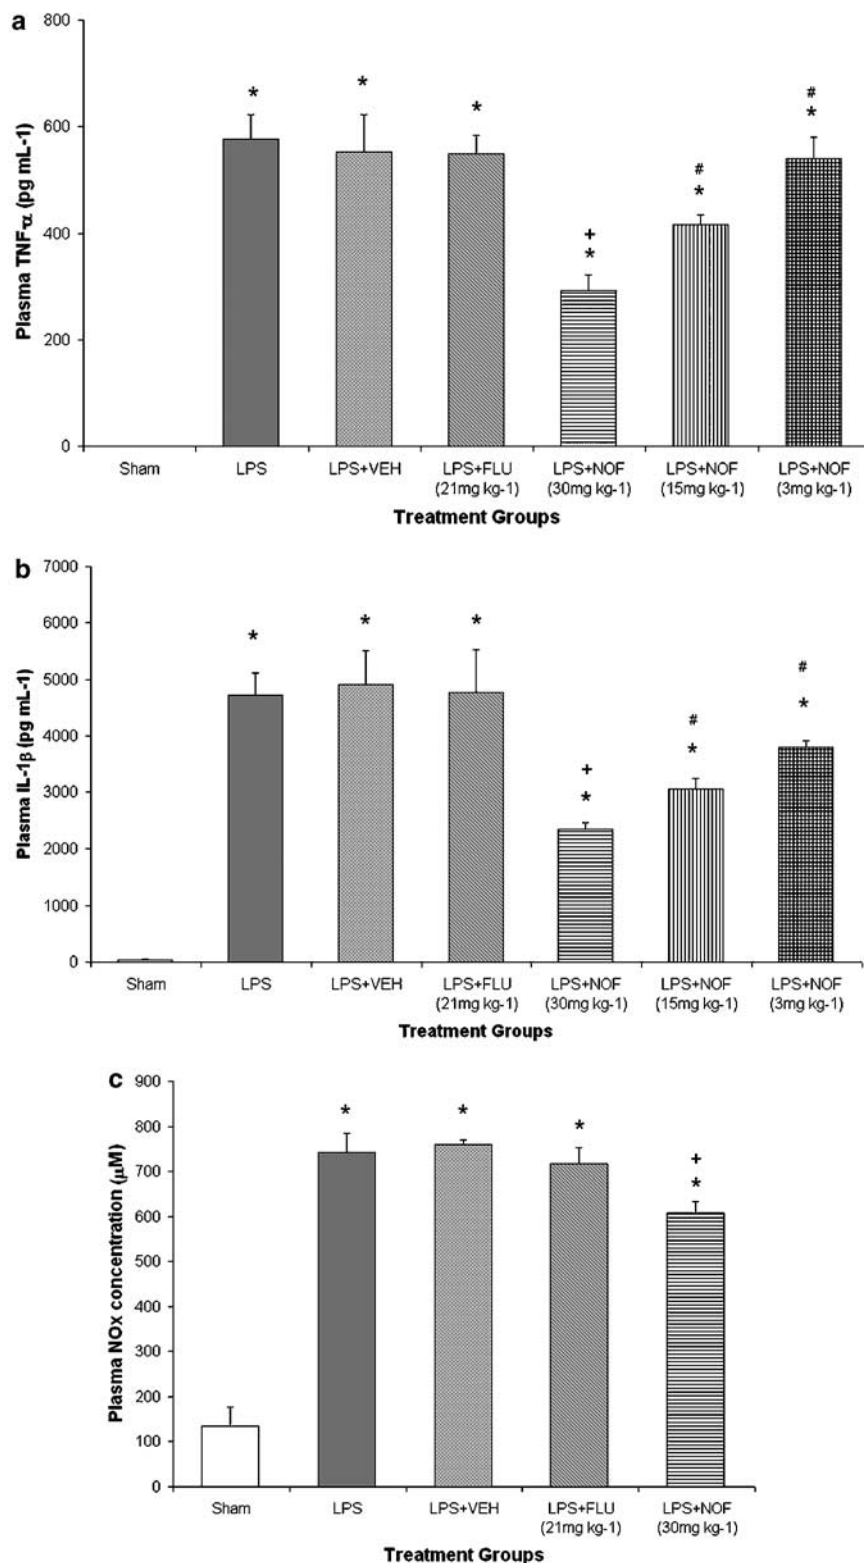 a
800
600
400
200
0
Plasma TNF-α (pg mL-1)
* * * + * # * # *
Sham LPS LPS+VEH LPS+FLU LPS+NOF LPS+NOF LPS+NOF
(21mg kg-1) (30mg kg-1) (15mg kg-1) (3mg kg-1)
Treatment Groups
b
7000
6000
5000
4000
3000
2000
1000
0
Plasma IL-1β (pg mL-1)
* * * + * # * # *
Sham LPS LPS+VEH LPS+FLU LPS+NOF LPS+NOF LPS+NOF
(21mg kg-1) (30mg kg-1) (15mg kg-1) (3mg kg-1)
Treatment Groups
c
900
800
700
600
500
400
300
200
100
0
Plasma NOx concentration (µM)
* * * + *
Sham LPS LPS+VEH LPS+FLU LPS+NOF
(21mg kg-1) (30mg kg-1)
Treatment Groups